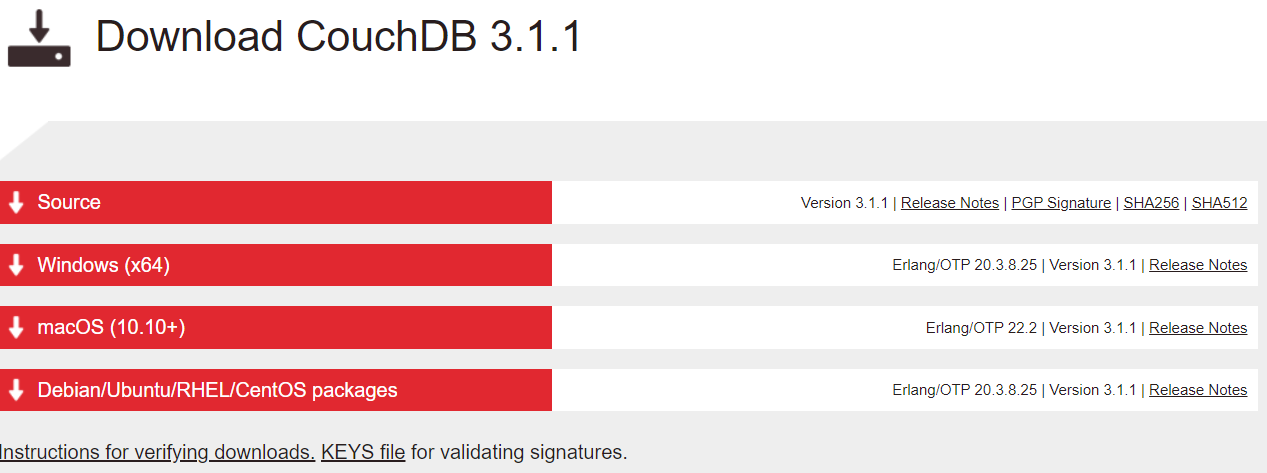 Download CouchDB 3.1.1
Source Version 3.1.1 | Release Notes | PGP Signature | SHA256 | SHA512
Windows (x64) Erlang/OTP 20.3.8.25 | Version 3.1.1 | Release Notes
macOS (10.10+) Erlang/OTP 22.2 | Version 3.1.1 | Release Notes
Debian/Ubuntu/RHEL/CentOS packages Erlang/OTP 20.3.8.25 | Version 3.1.1 | Release Notes
Instructions for verifying downloads. KEYS file for validating signatures.